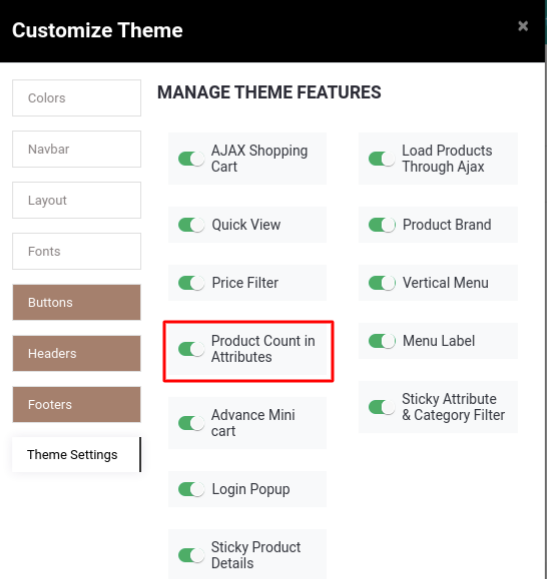 Customize Theme
×
Colors
Navbar
Layout
Fonts
Buttons
Headers
Footers
Theme Settings
MANAGE THEME FEATURES
AJAX Shopping
Cart
Quick View
Price Filter
Product Count in
Attributes
Advance Mini
cart
Login Popup
Sticky Product
Details
Load Products
Through Ajax
Product Brand
Vertical Menu
Menu Label
Sticky Attribute
& Category Filter